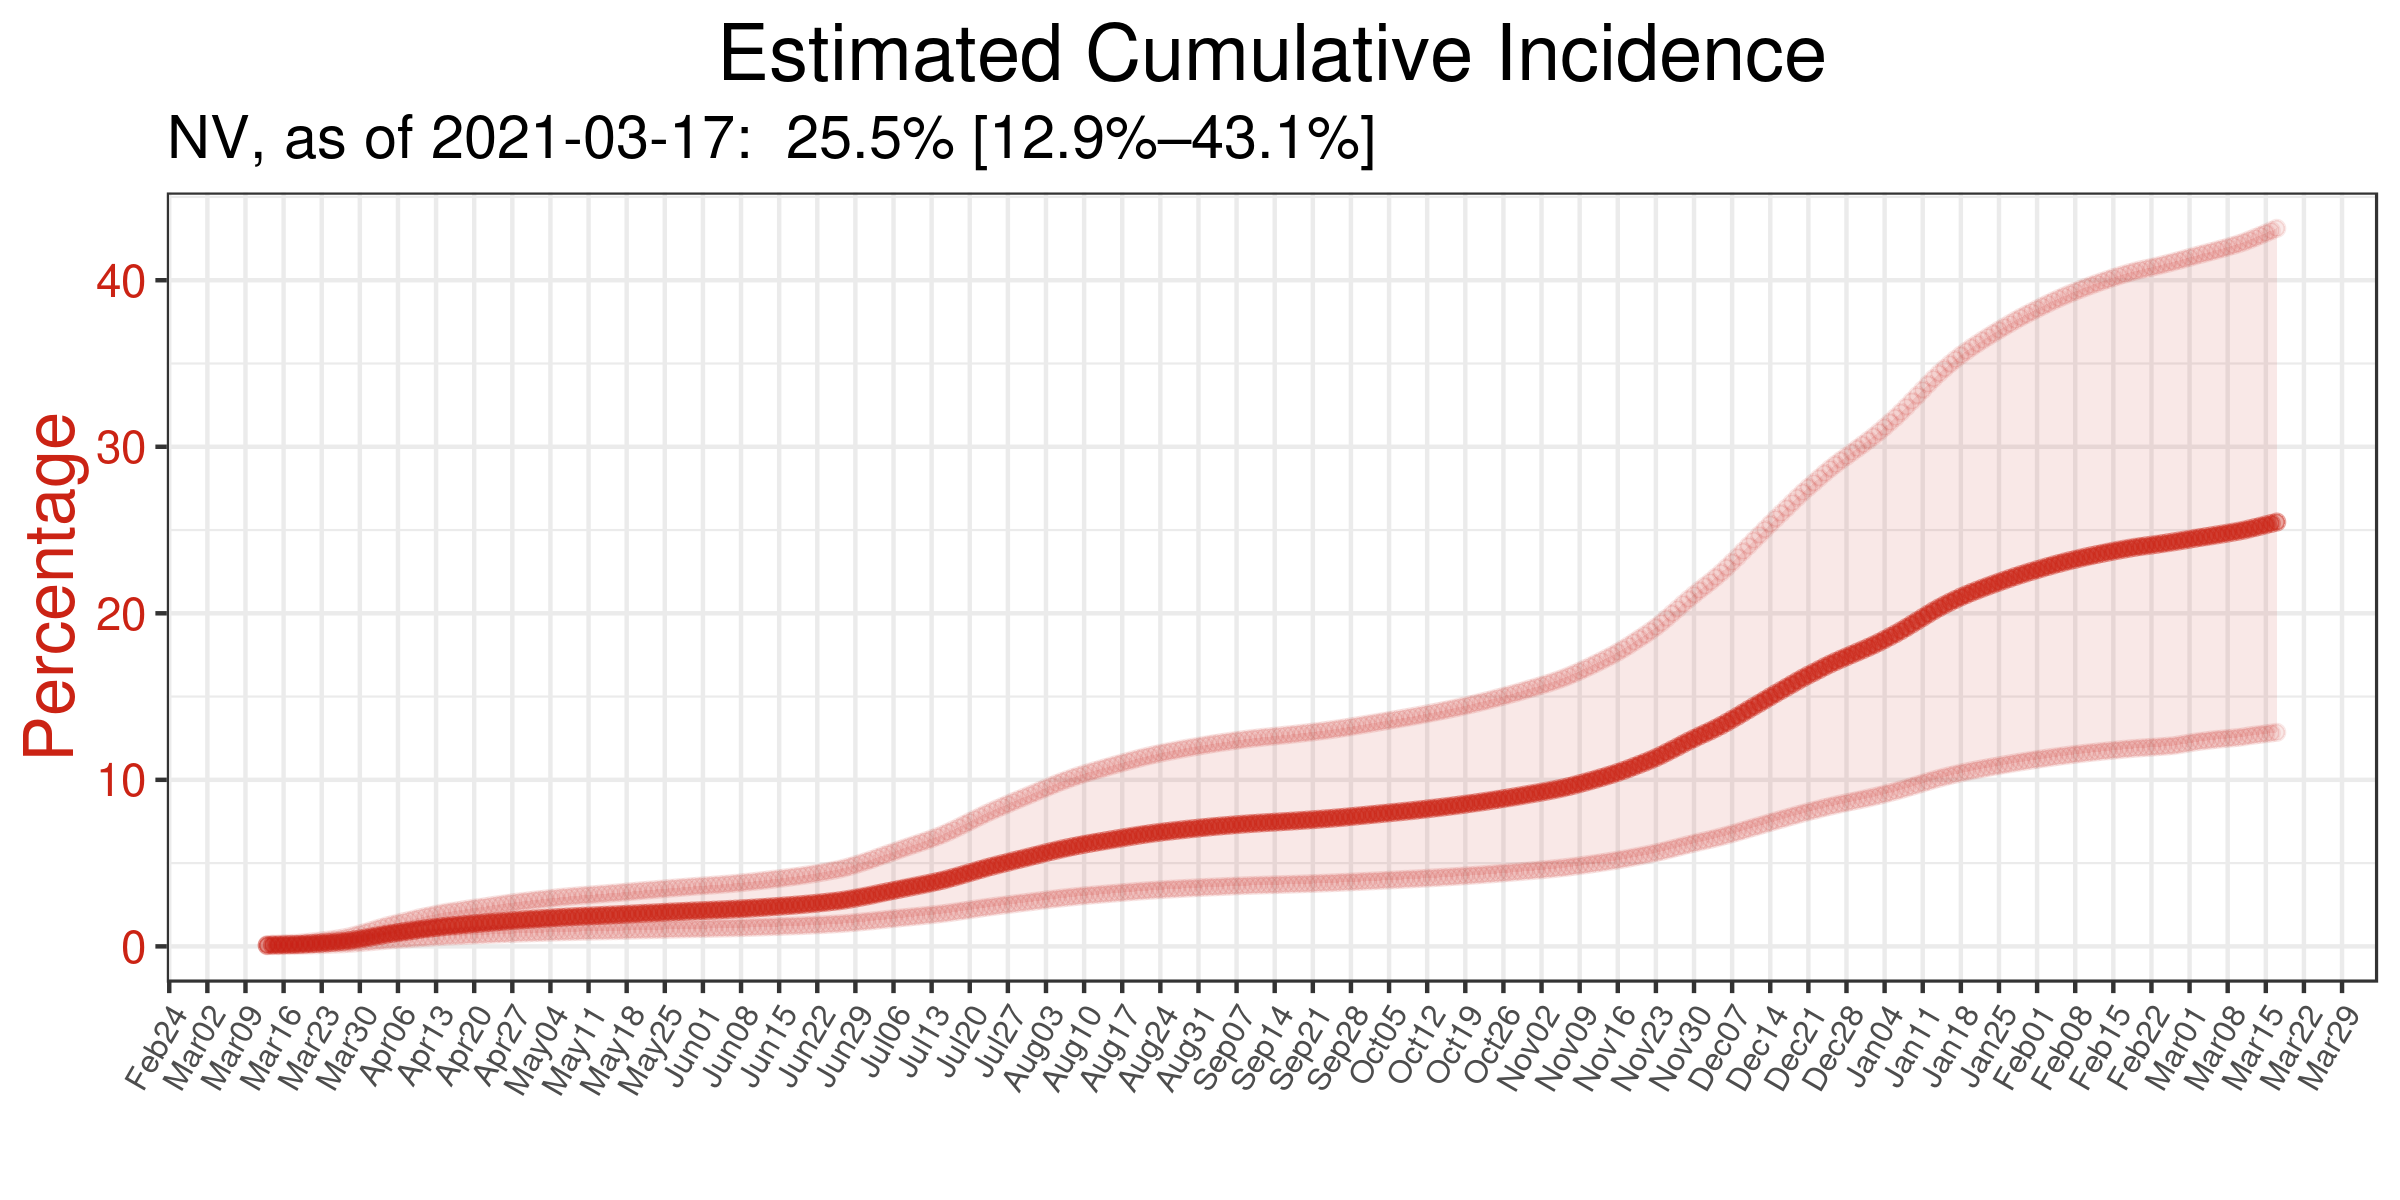 Estimated Cumulative Incidence
NV, as of 2021-03-17:  25.5% [12.9%–43.1%]
Percentage
40
30
20
10
0
Feb24
Mar02
Mar09
Mar16
Mar23
Mar30
Apr06
Apr13
Apr20
Apr27
May04
May11
May18
May25
Jun01
Jun08
Jun15
Jun22
Jun29
Jul06
Jul13
Jul20
Jul27
Aug03
Aug10
Aug17
Aug24
Aug31
Sep07
Sep14
Sep21
Sep28
Oct05
Oct12
Oct19
Oct26
Nov02
Nov09
Nov16
Nov23
Nov30
Dec07
Dec14
Dec21
Dec28
Jan04
Jan11
Jan18
Jan25
Feb01
Feb08
Feb15
Feb22
Mar01
Mar08
Mar15
Mar22
Mar29